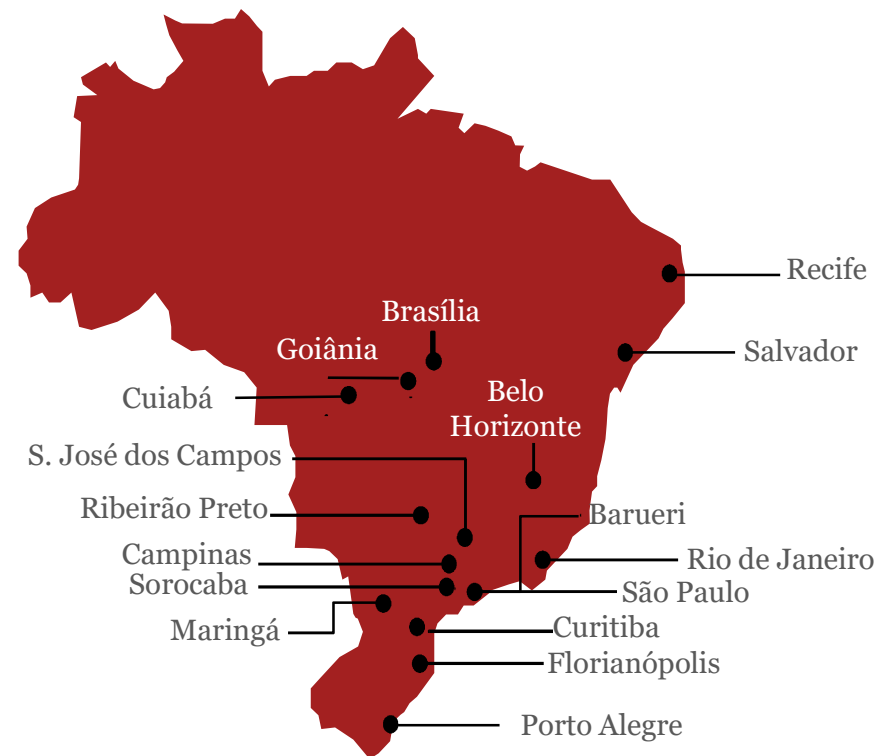 Recife
Brasília
Goiânia
Salvador
Cuiabá
Belo
Horizonte
S. José dos Campos
Ribeirão Preto
Barueri
Campinas
Rio de Janeiro
Sorocaba
São Paulo
Maringá
Curitiba
Florianópolis
Porto Alegre